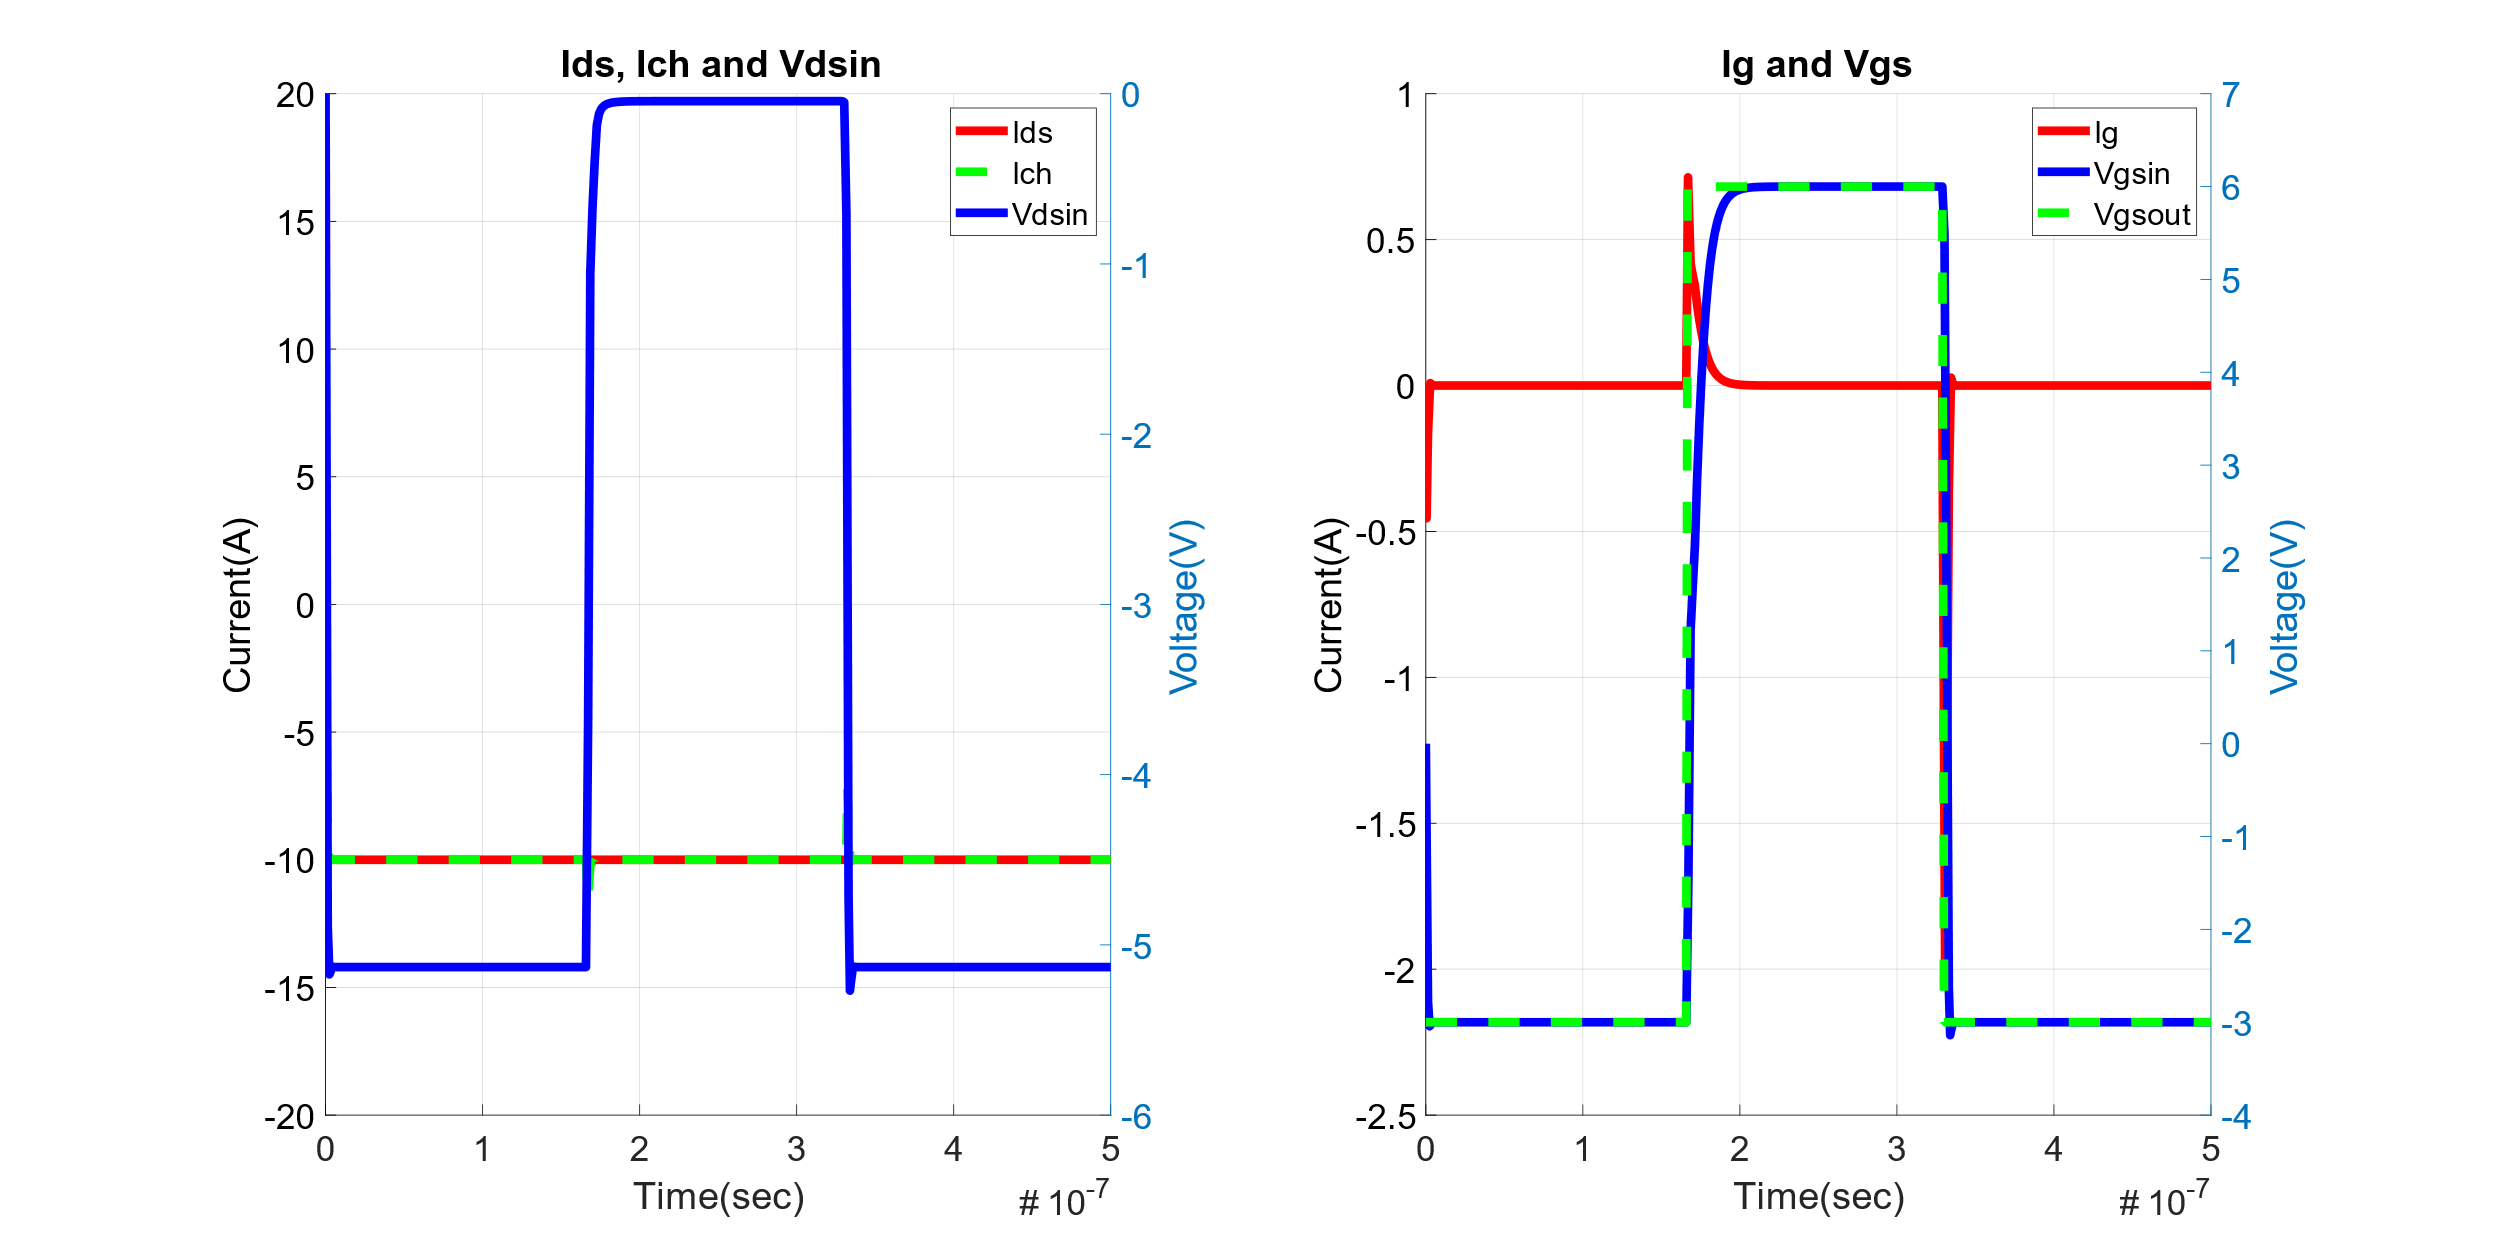 Ids, Ich and Vdsin
20
15
10
5
0
-5
-10
-15
-20
Current(A)
0
-1
-2
-3
-4
-5
-6
Voltage(V)
Ids
Ich
Vdsin
0 1 2 3 4 5
Time(sec)
# 10-7
Ig and Vgs
1
0.5
0
-0.5
-1
-1.5
-2
-2.5
Current(A)
7
6
5
4
3
2
1
0
-1
-2
-3
-4
Voltage(V)
Ig
Vgsin
Vgsout
0 1 2 3 4 5
Time(sec)
# 10-7